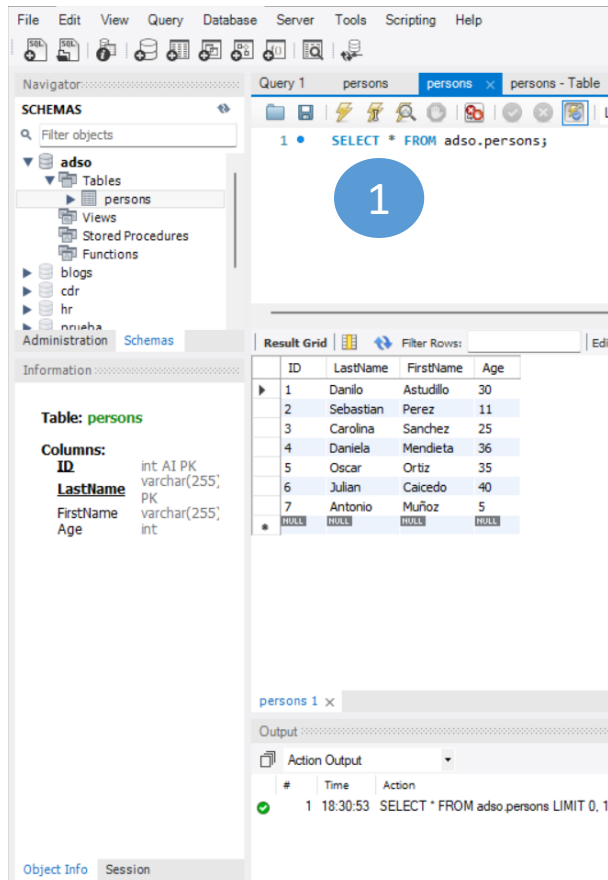 File Edit View Query Database Server Tools Scripting Help
SQL SQL
Navigator
SCHEMAS
Filter objects
adso
Tables
persons
Views
Stored Procedures
Functions
blogs
cdr
hr
prueba
Administration Schemas
Information
Table: persons
Columns:
ID int AI PK
LastName varchar(255) PK
FirstName varchar(255)
Age int
Object Info Session
Query 1 persons persons persons - Table
1 SELECT * FROM adso.persons;
1
Result Grid Filter Rows: Edi
ID LastName FirstName Age
1 Danilo Astudillo 30
2 Sebastian Perez 11
3 Carolina Sanchez 25
4 Daniela Mendieta 36
5 Oscar Ortiz 35
6 Julian Caicedo 40
7 Antonio Muñoz 5
NULL NULL NULL NULL
persons 1
Output
Action Output
# Time Action
1 18:30:53 SELECT * FROM adso.persons LIMIT 0, 1